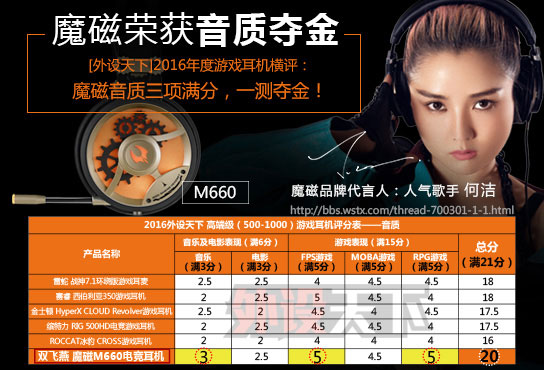 魔磁荣获音质夺金
[外设天下]2016年度游戏耳机横评：
魔磁音质三项满分，一测夺金！
M660
魔磁品牌代言人：人气歌手 何洁
http://bbs.wstx.com/thread-700301-1-1.html
2016外设天下 高端级（500-1000）游戏耳机评分表——音质
产品名称 音乐及电影表现（满6分） 游戏表现（满15分） 总分（满21分）
音乐（满3分） 电影（满3分） FPS游戏（满5分） MOBA游戏（满5分） RPG游戏（满5分）
雷蛇 战神7.1环绕版游戏耳麦 2.5 2.5 4 4.5 4.5 18
赛睿 西伯利亚350游戏耳机 2 2.5 5 4 4.5 18
金士顿 HyperX CLOUD Revolver游戏耳机 2.5 2 4 4.5 4.5 17.5
缤特力 RIG 500HD电竞游戏耳机 2 2.5 4 4.5 4.5 17.5
ROCCAT冰豹 CROSS游戏耳机 2 2 4 4 4 16
双飞燕 魔磁M660电竞耳机 3 2.5 5 4.5 5 20
外设天下